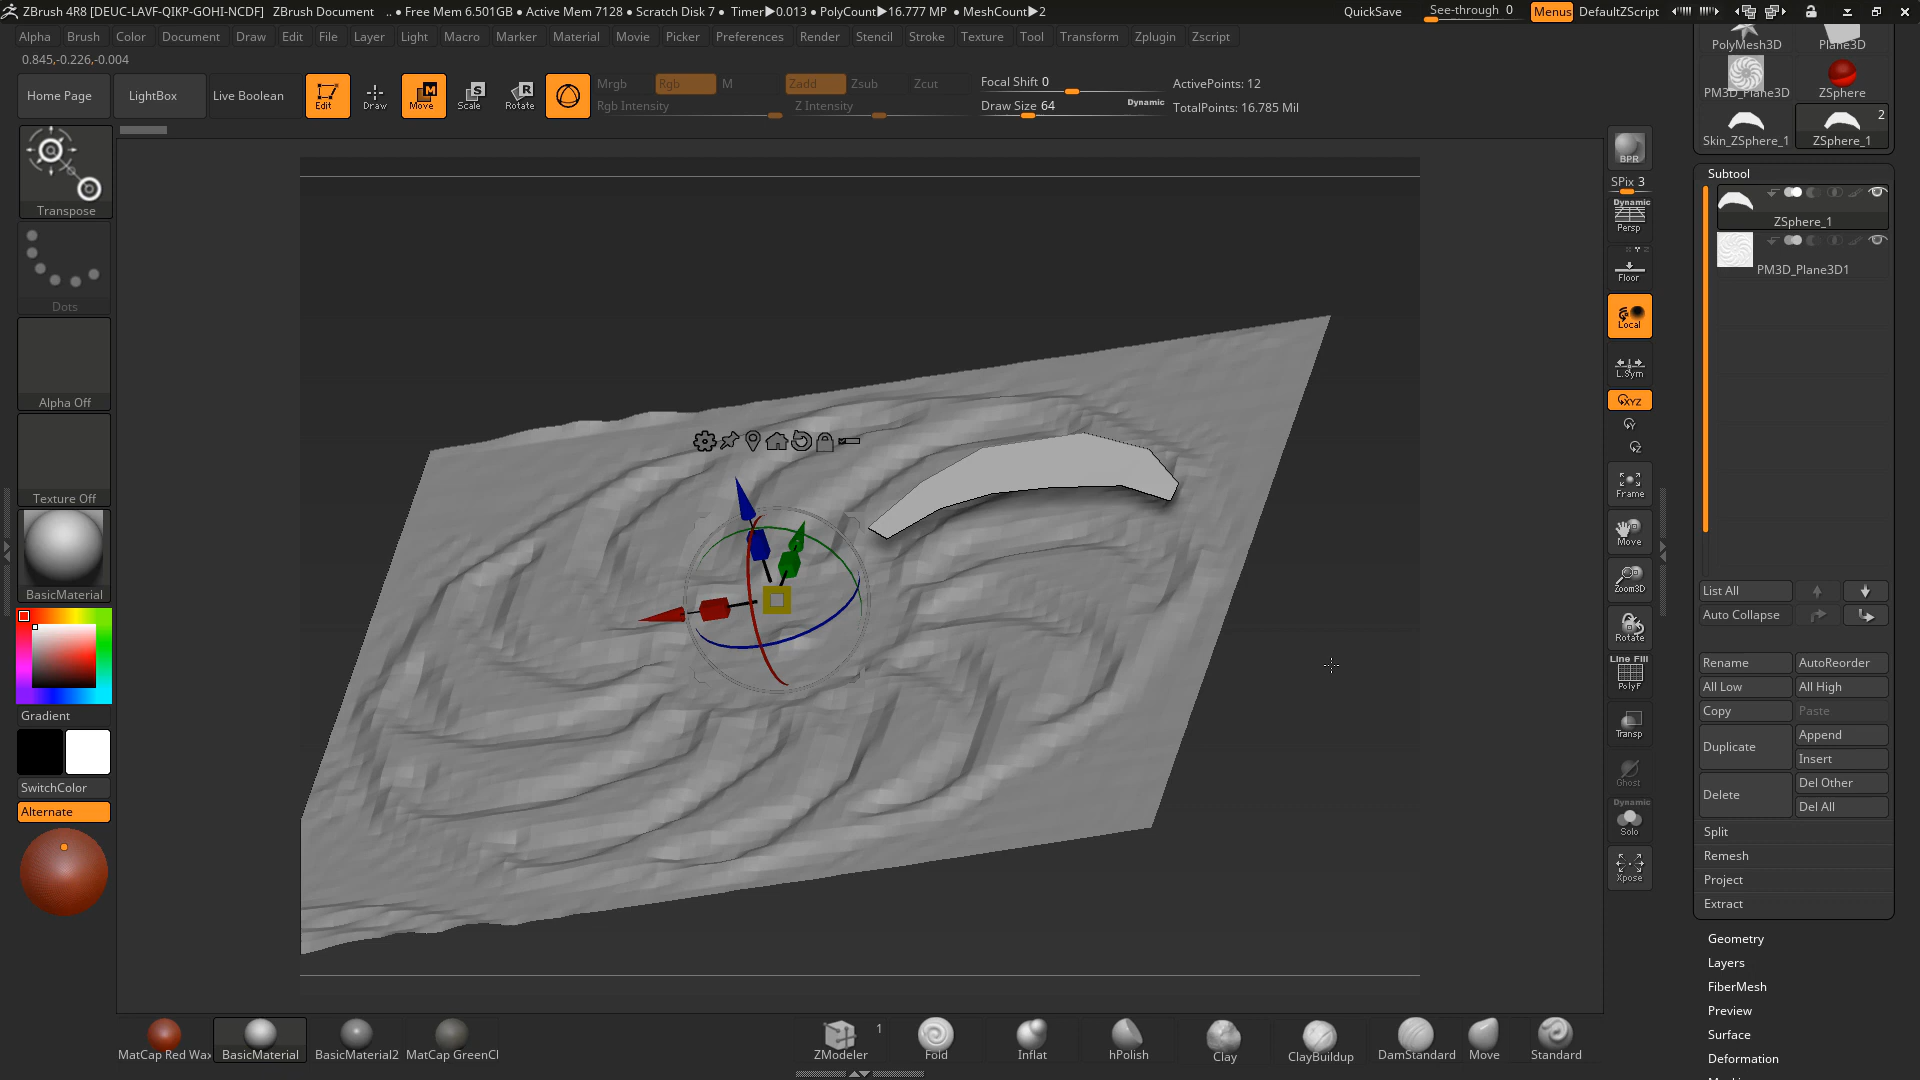 ZBrush 4R8 [DEUC-LAVF-QIKP-GOHI-NCDF] ZBrush Document .. • Free Mem 6.501GB • Active Mem 7128 • Scratch Disk 7 • Timer▶0.013 • PolyCount▶16.777 MP • MeshCount▶2 QuickSave See-through 0 Menus DefaultZScript
Alpha Brush Color Document Draw Edit File Layer Light Macro Marker Material Movie Picker Preferences Render Stencil Stroke Texture Tool Transform Zplugin Zscript
0.845,-0.226,-0.004
Home Page LightBox Live Boolean Edit Draw Move Scale Rotate
M S R
Mrgb Rgb M Zadd Zsub Zcut
Rgb Intensity Z Intensity
Focal Shift 0 ActivePoints: 12
Draw Size 64 Dynamic TotalPoints: 16.785 Mil
Transpose
Dots
Alpha Off
Texture Off
BasicMaterial
Gradient
SwitchColor
Alternate
BPR
SPix 3
Dynamic
Persp
Floor
Local
L.Sym
XYZ
Y
Z
Frame
Move
Zoom3D
Rotate
Line Fill
PolyF
Transp
Ghost
Dynamic
Solo
Xpose
PolyMesh3D Plane3D
PM3D_Plane3D ZSphere
2
Skin_ZSphere_1 ZSphere_1
Subtool
ZSphere_1
PM3D_Plane3D1
List All
Auto Collapse
Rename AutoReorder
All Low All High
Copy Paste
Duplicate Append
Insert
Delete Del Other
Del All
Split
Remesh
Project
Extract
Geometry
Layers
FiberMesh
Preview
Surface
Deformation
MatCap Red Wax BasicMaterial BasicMaterial2 MatCap GreenCl
1
ZModeler Fold Inflat hPolish Clay ClayBuildup DamStandard Move Standard